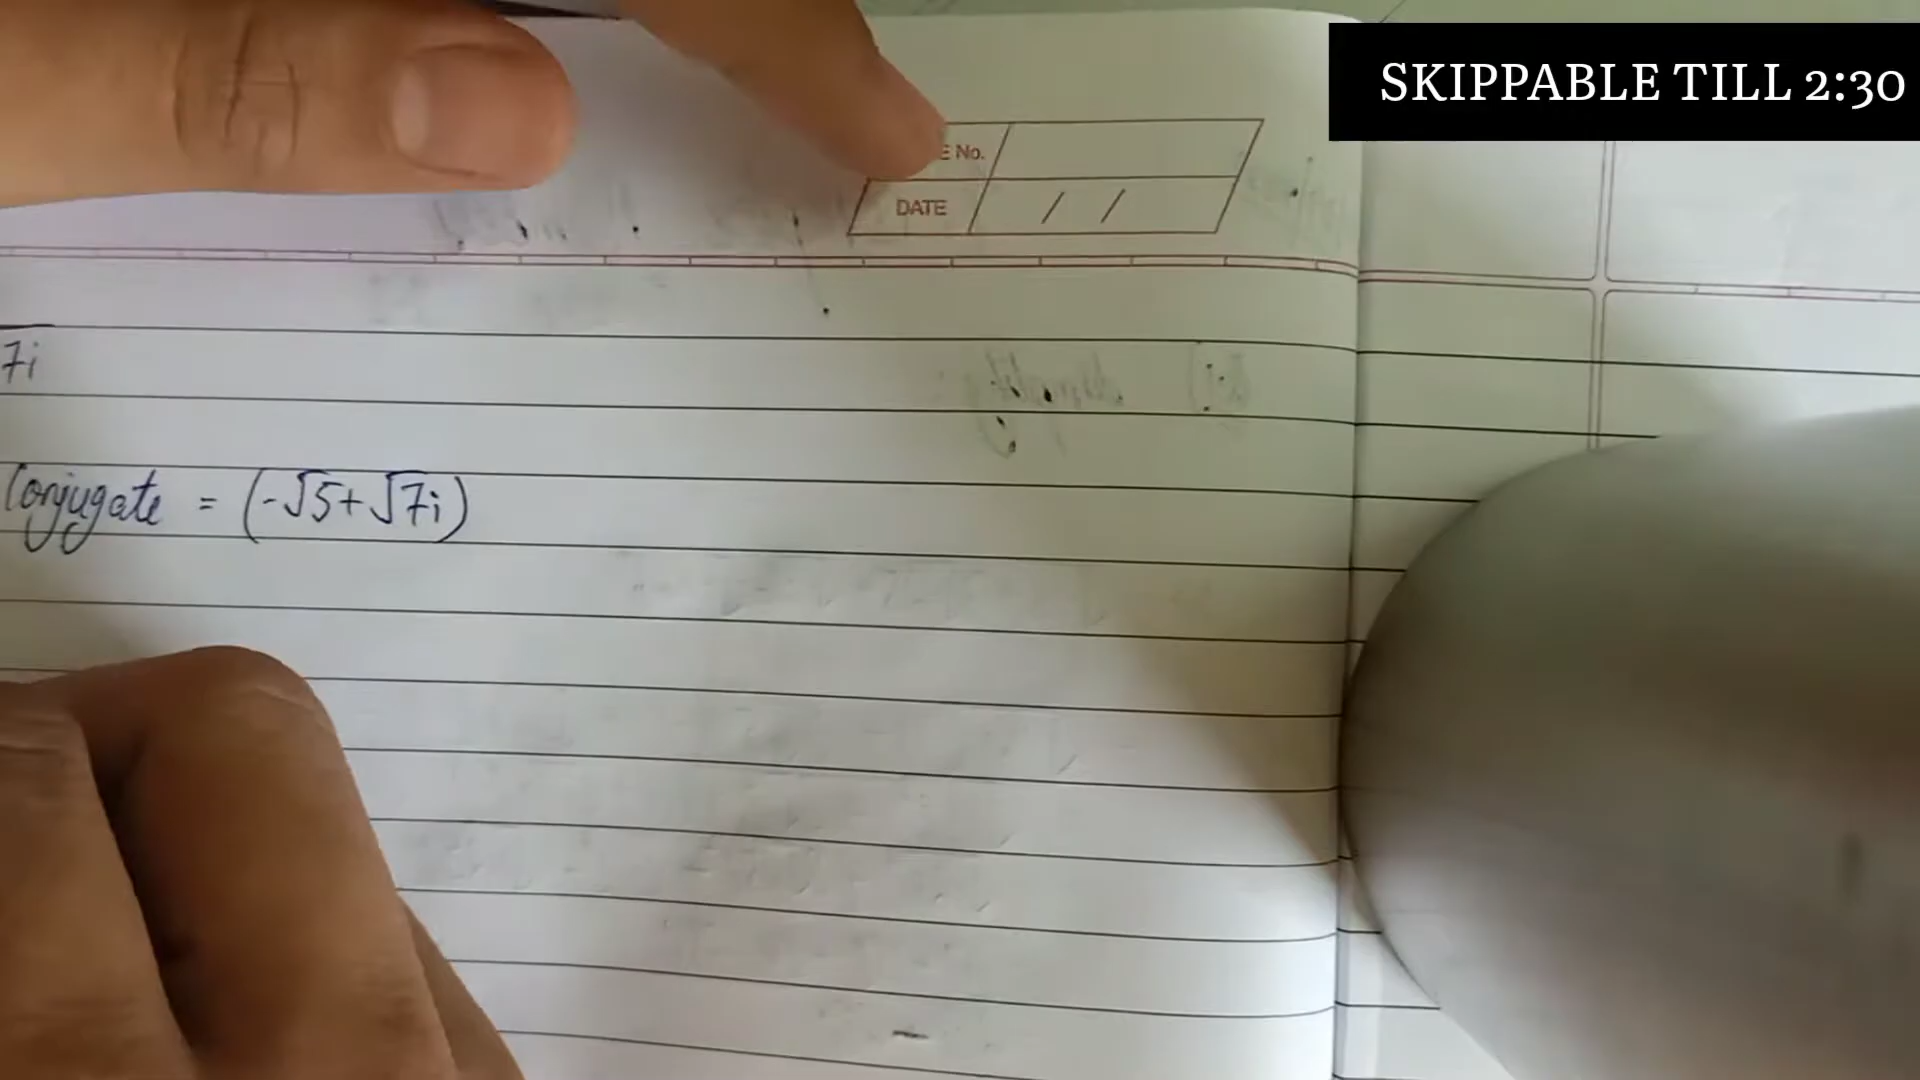 SKIPPABLE TILL 2:30
E No.
DATE / /
7i
Conjugate = (-√5+√7i)